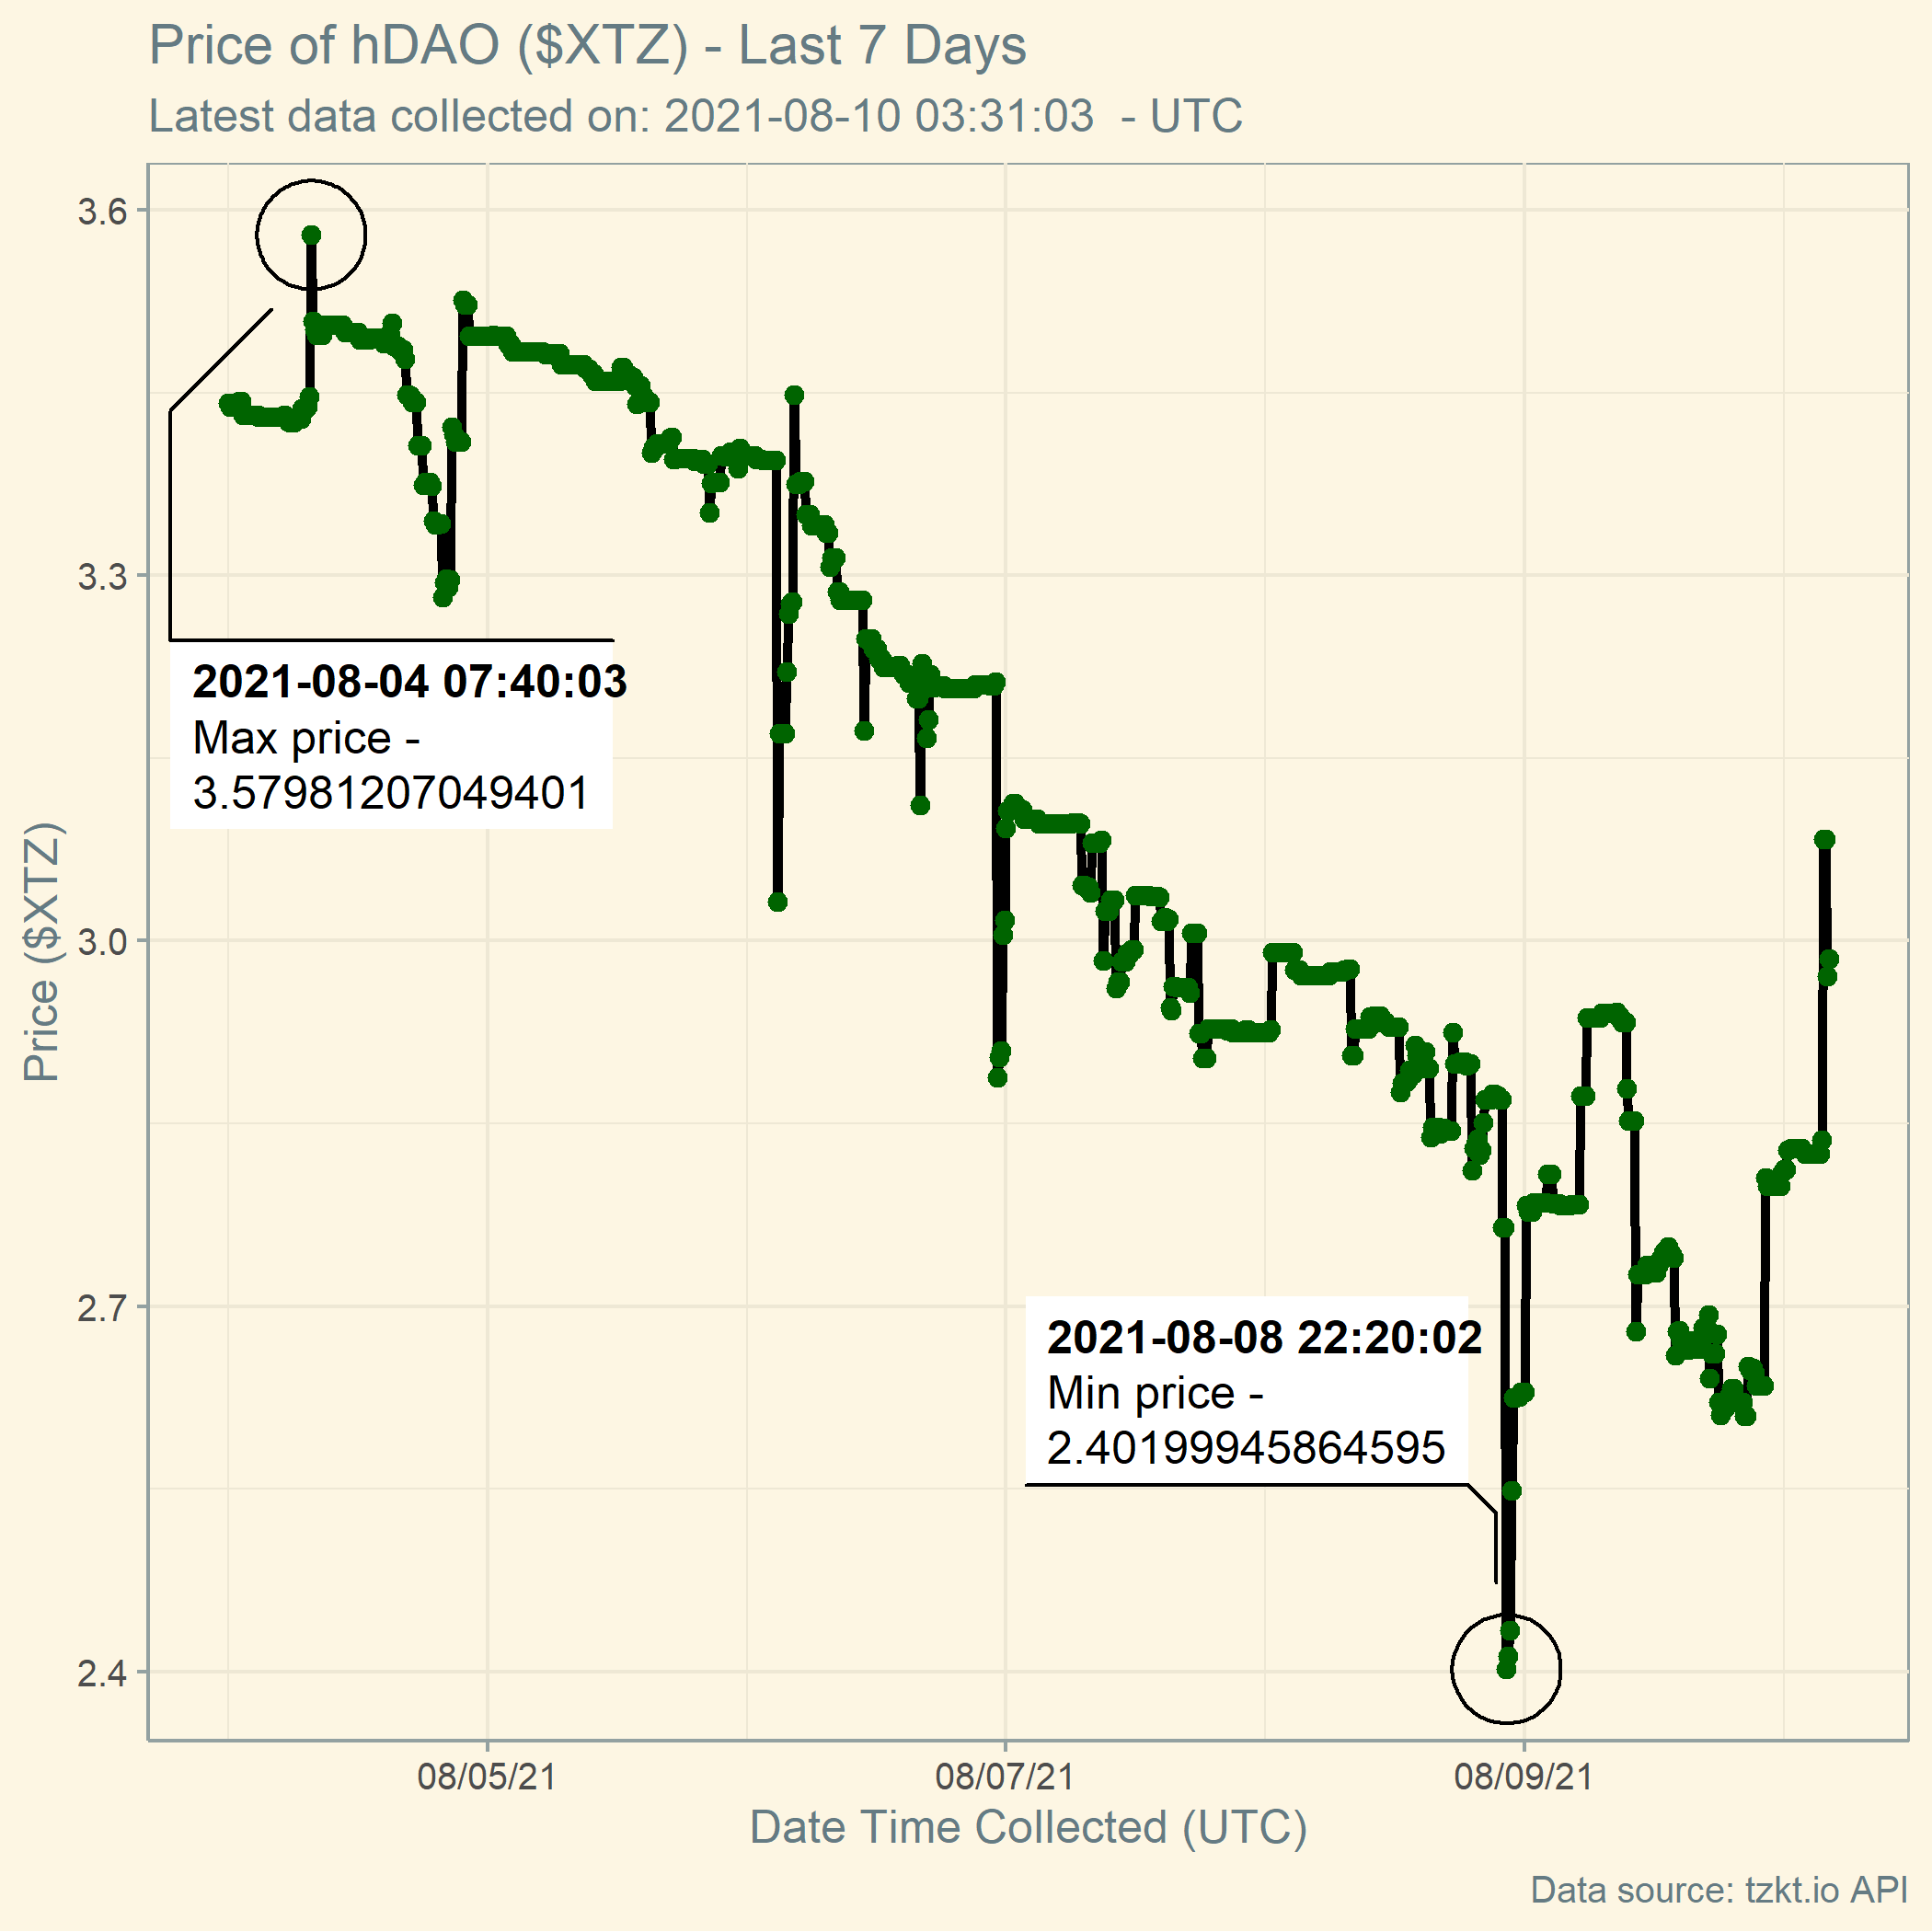 Price of hDAO ($XTZ) - Last 7 Days
Latest data collected on: 2021-08-10 03:31:03  - UTC
3.6
3.3
3.0
2.7
2.4
Price ($XTZ)
2021-08-04 07:40:03
Max price -
3.57981207049401
2021-08-08 22:20:02
Min price -
2.40199945864595
08/05/21
08/07/21
08/09/21
Date Time Collected (UTC)
Data source: tzkt.io API